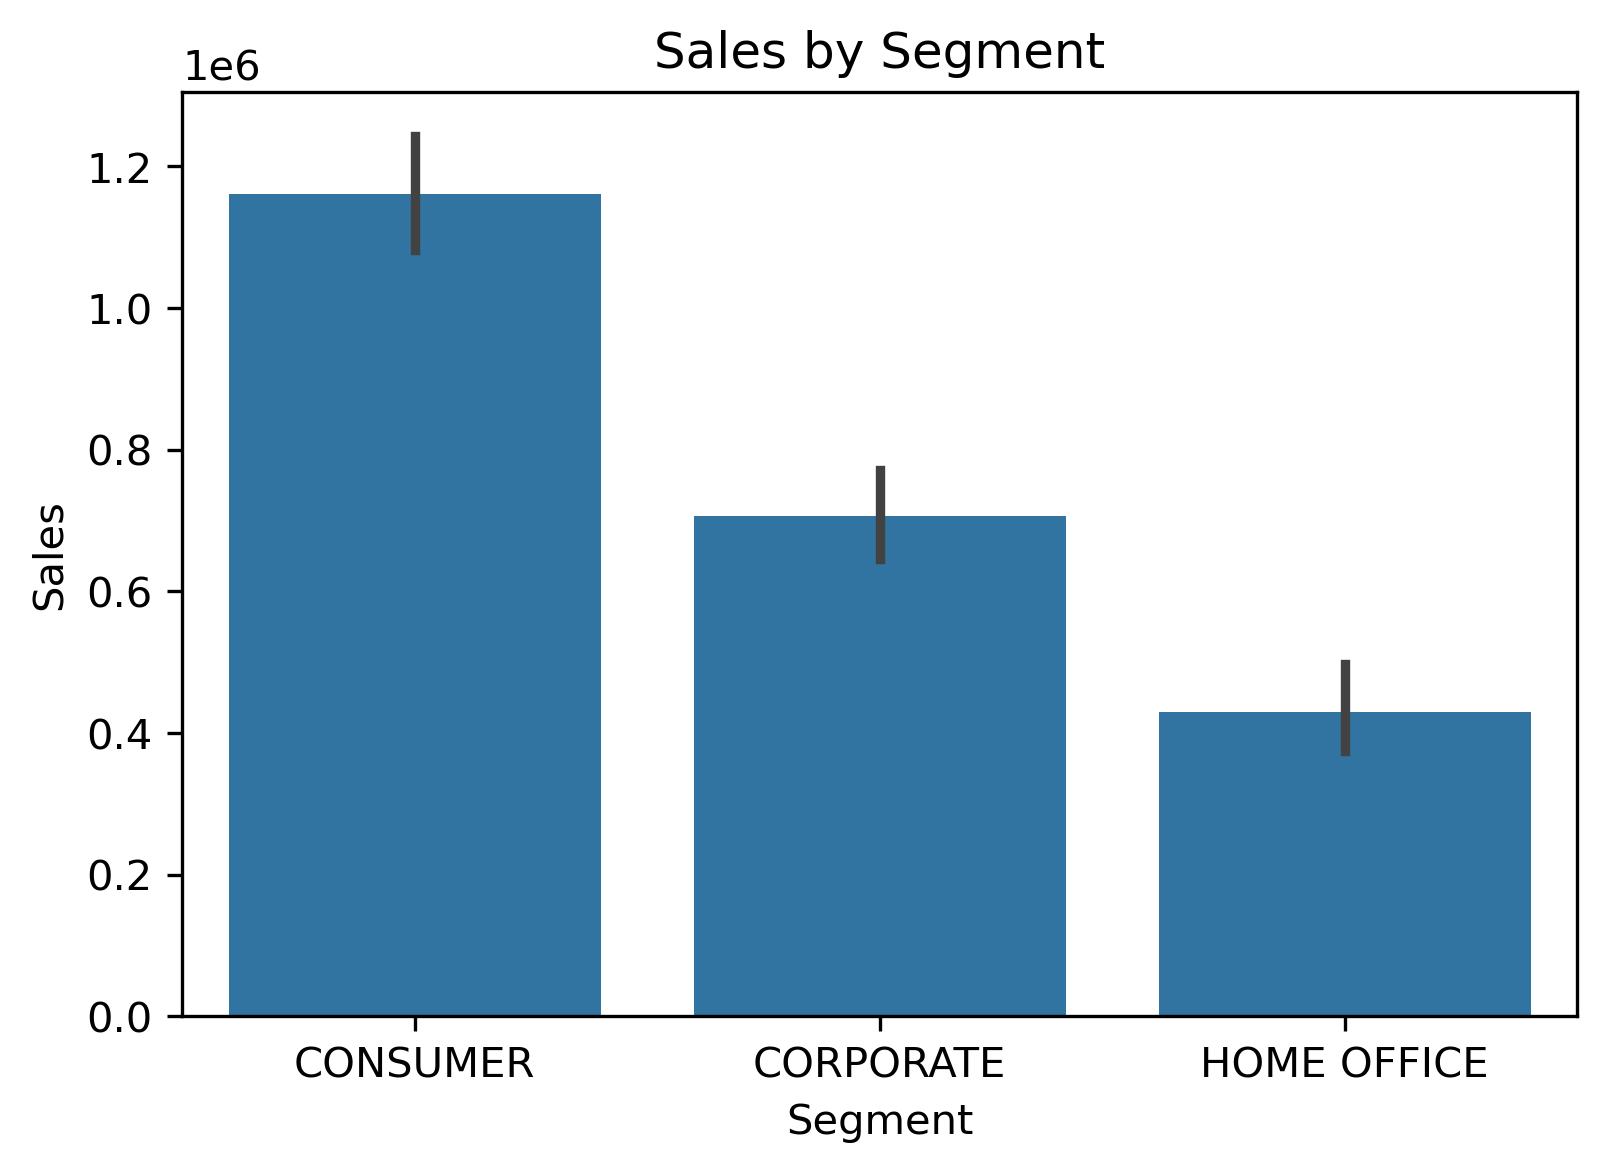 Sales by Segment
1e6
1.2
1.0
0.8
0.6
0.4
0.2
0.0
Sales
CONSUMER CORPORATE HOME OFFICE
Segment